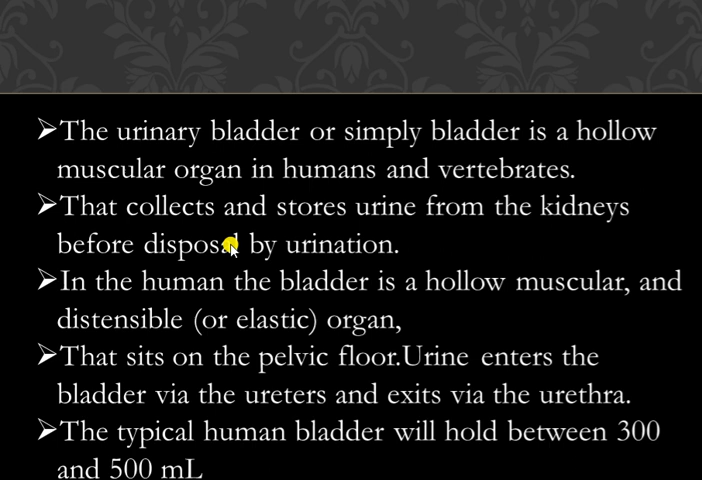 ➢The urinary bladder or simply bladder is a hollow
muscular organ in humans and vertebrates.
➢That collects and stores urine from the kidneys
before disposal by urination.
➢In the human the bladder is a hollow muscular, and
distensible (or elastic) organ,
➢That sits on the pelvic floor.Urine enters the
bladder via the ureters and exits via the urethra.
➢The typical human bladder will hold between 300
and 500 mL